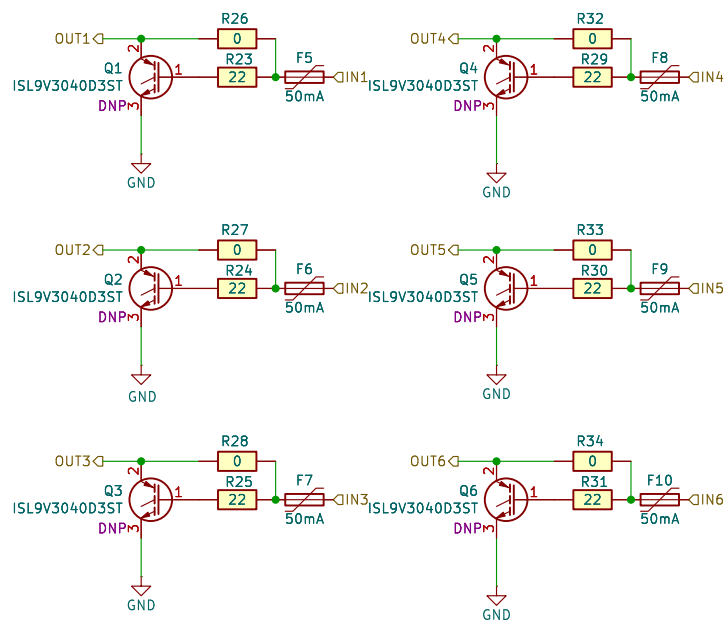 R26
OUT1
0
2
R23
F5
Q1
1
22
IN1
ISL9V3040D3ST
50mA
DNP
3
GND
R32
OUT4
0
2
R29
F8
Q4
1
22
IN4
ISL9V3040D3ST
50mA
DNP
3
GND
R27
OUT2
0
2
R24
F6
Q2
1
22
IN2
ISL9V3040D3ST
50mA
DNP
3
GND
R33
OUT5
0
2
R30
F9
Q5
1
22
IN5
ISL9V3040D3ST
50mA
DNP
3
GND
R28
OUT3
0
2
R25
F7
Q3
1
22
IN3
ISL9V3040D3ST
50mA
DNP
3
GND
R34
OUT6
0
2
R31
F10
Q6
1
22
IN6
ISL9V3040D3ST
50mA
DNP
3
GND